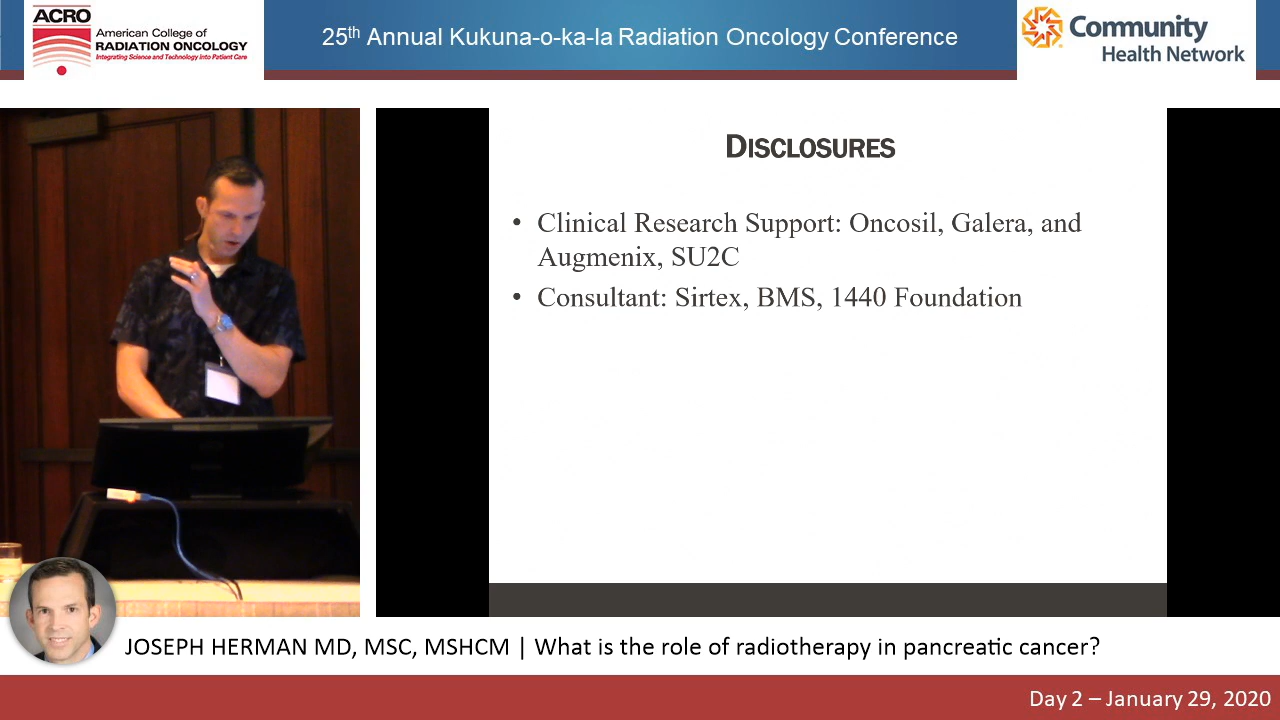 ACRO
American College of
RADIATION ONCOLOGY
Integrating Science and Technology Into Patient Care
25th Annual Kukuna-o-ka-la Radiation Oncology Conference
Community
Health Network
DISCLOSURES
• Clinical Research Support: Oncosil, Galera, and
Augmenix, SU2C
• Consultant: Sirtex, BMS, 1440 Foundation
JOSEPH HERMAN MD, MSC, MSHCM | What is the role of radiotherapy in pancreatic cancer?
Day 2 – January 29, 2020